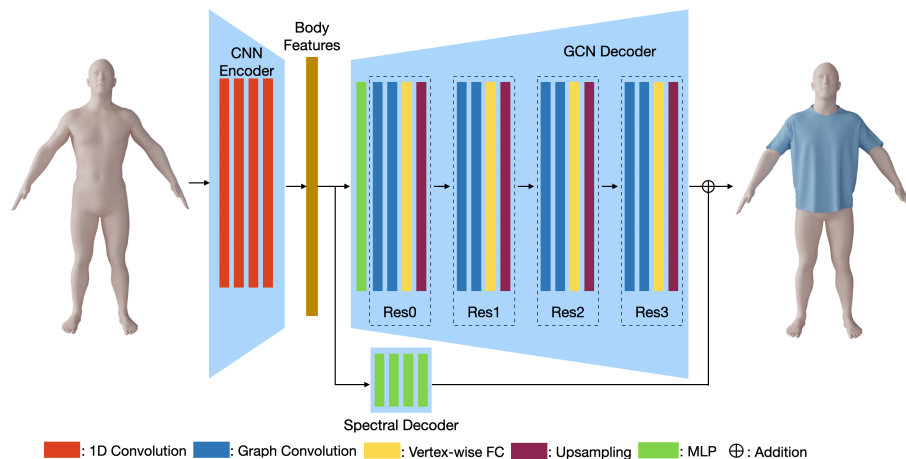 Body
Features
CNN
Encoder
GCN Decoder
Res0
Res1
Res2
Res3
Spectral Decoder
: 1D Convolution
: Graph Convolution
: Vertex-wise FC
: Upsampling
: MLP
: Addition